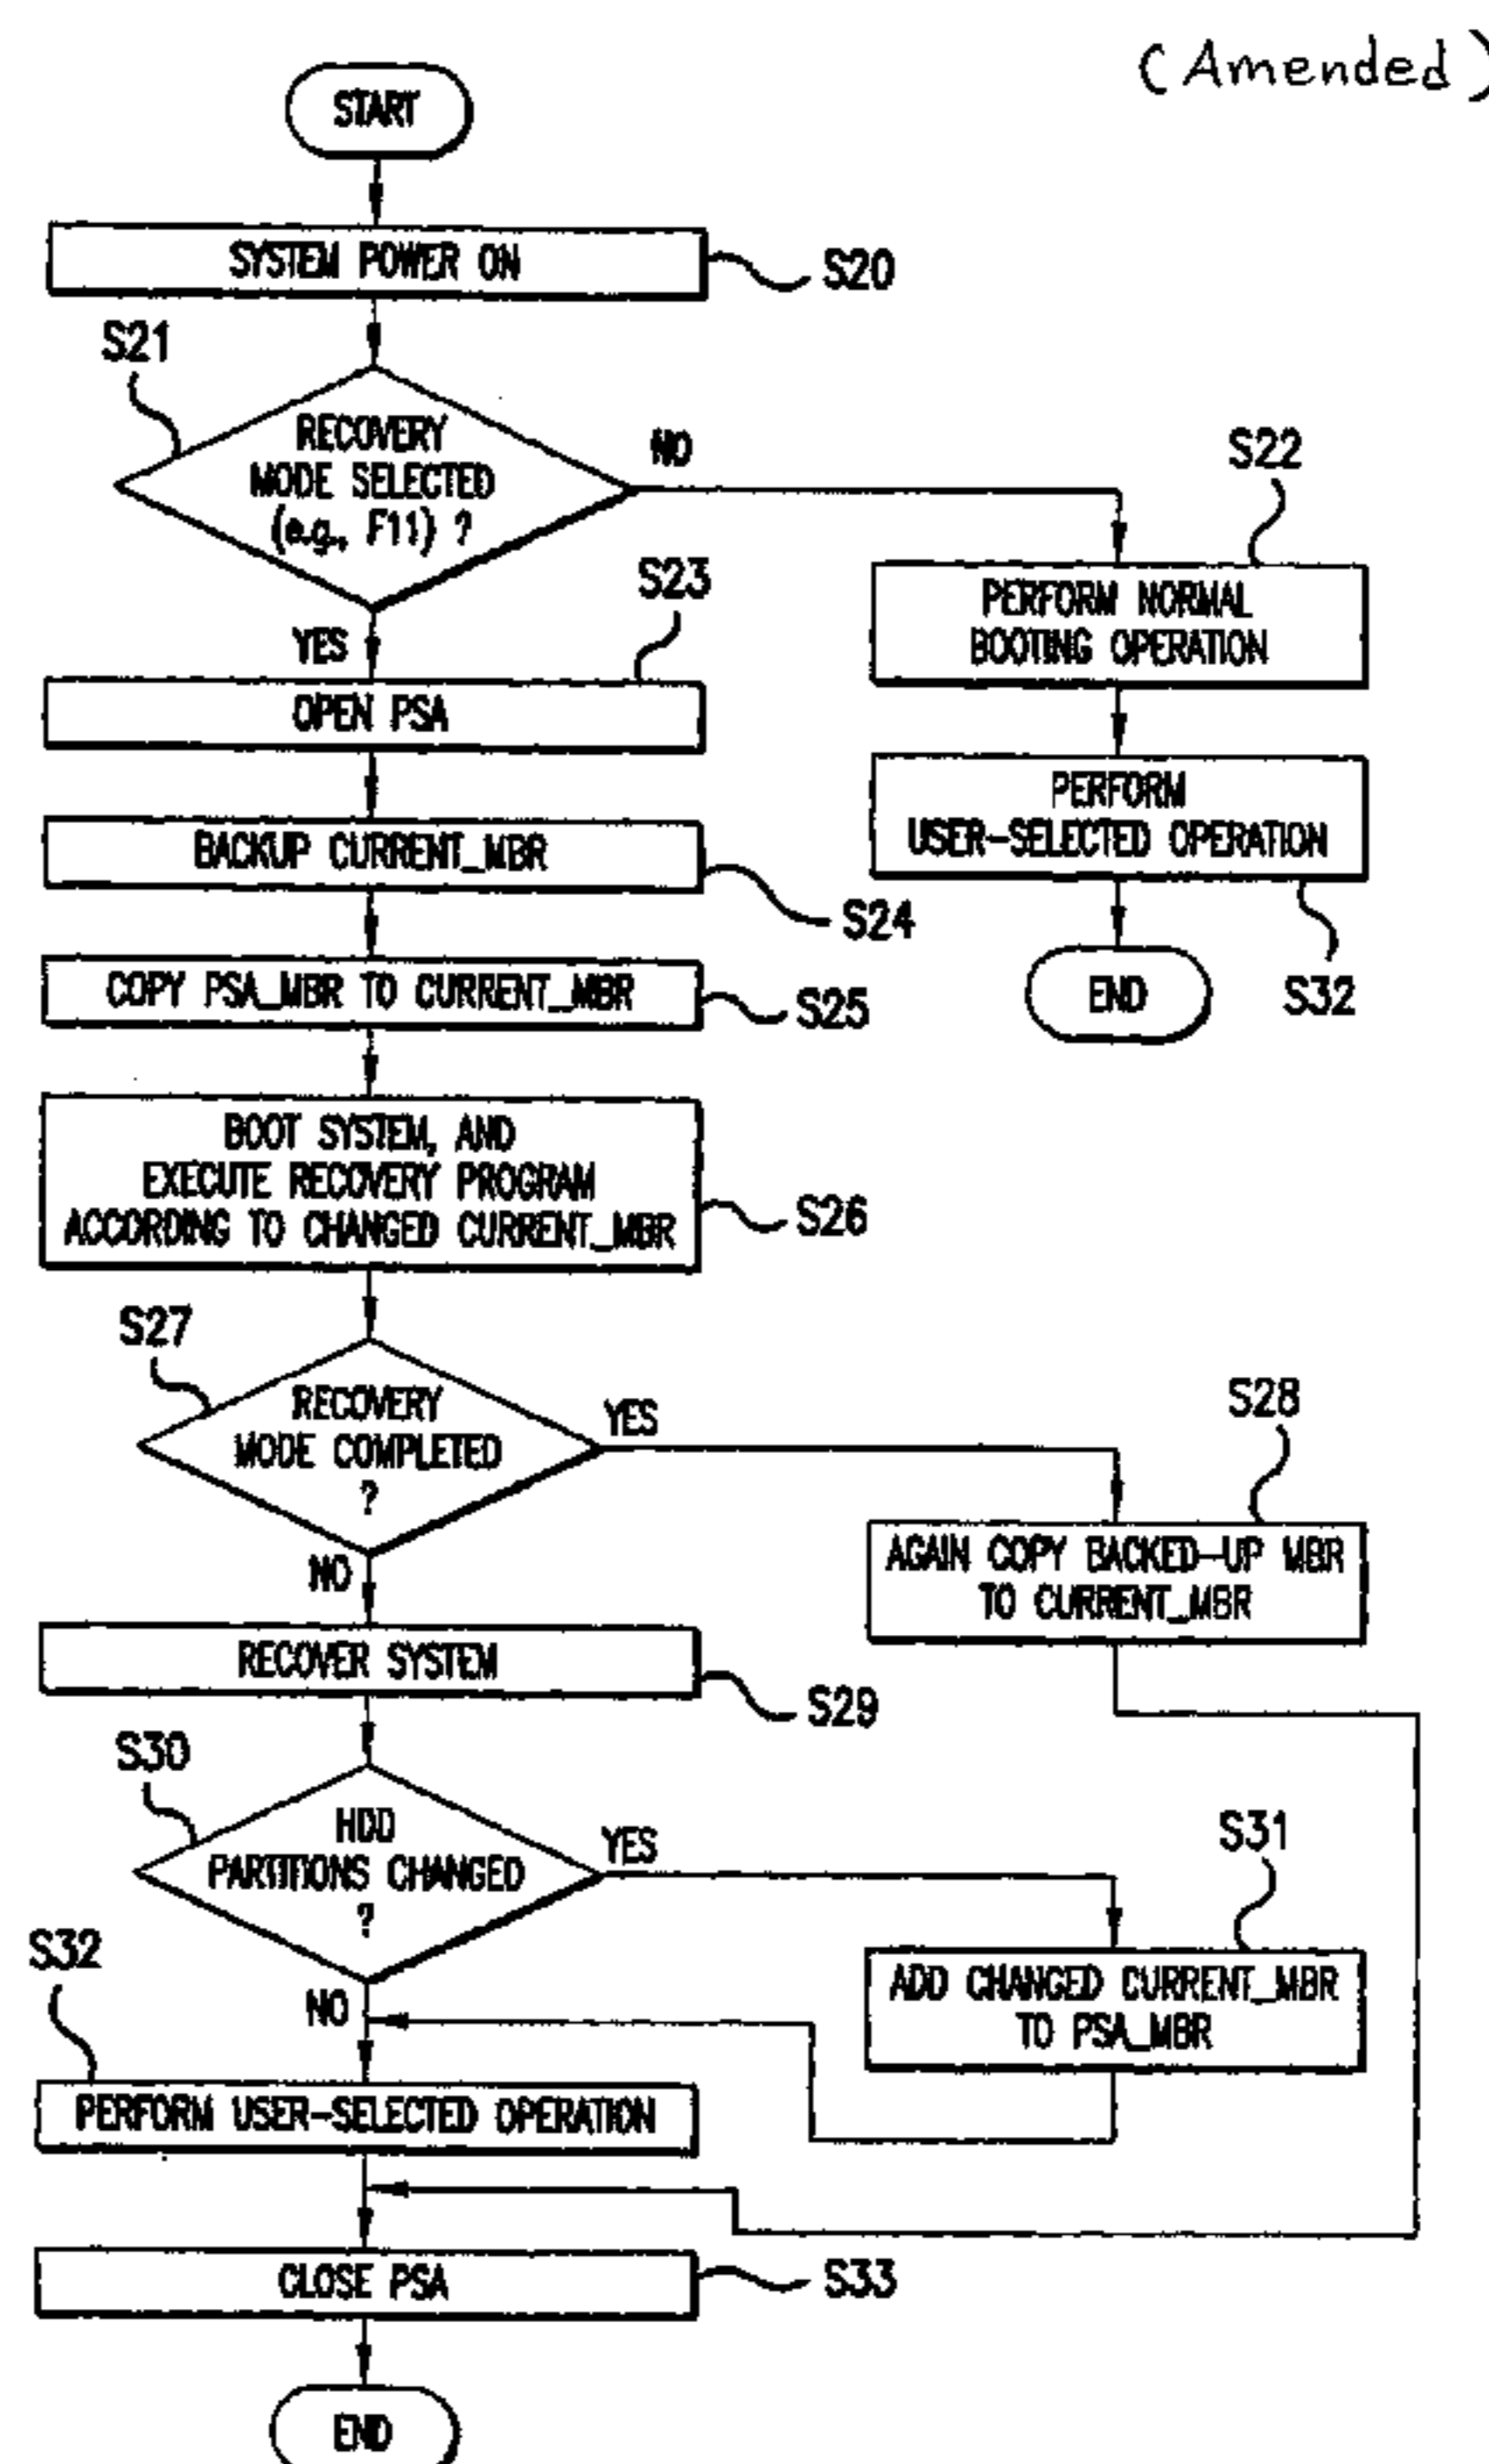 (Amended)
START
SYSTEM POWER ON
S20
S21
RECOVERY
MODE SELECTED
(e.g., F11) ?
NO
YES
S22
PERFORM NORMAL
BOOTING OPERATION
PERFORM
USER-SELECTED OPERATION
S32
END
S23
OPEN PSA
BACKUP CURRENT_MBR
S24
COPY PSA_MBR TO CURRENT_MBR
S25
BOOT SYSTEM, AND
EXECUTE RECOVERY PROGRAM
ACCORDING TO CHANGED CURRENT_MBR
S26
S27
RECOVERY
MODE COMPLETED
?
YES
NO
S28
AGAIN COPY BACKED-UP MBR
TO CURRENT_MBR
RECOVER SYSTEM
S29
S30
HDD
PARTITIONS CHANGED
?
YES
NO
S31
ADD CHANGED CURRENT_MBR
TO PSA_MBR
S32
PERFORM USER-SELECTED OPERATION
CLOSE PSA
S33
END